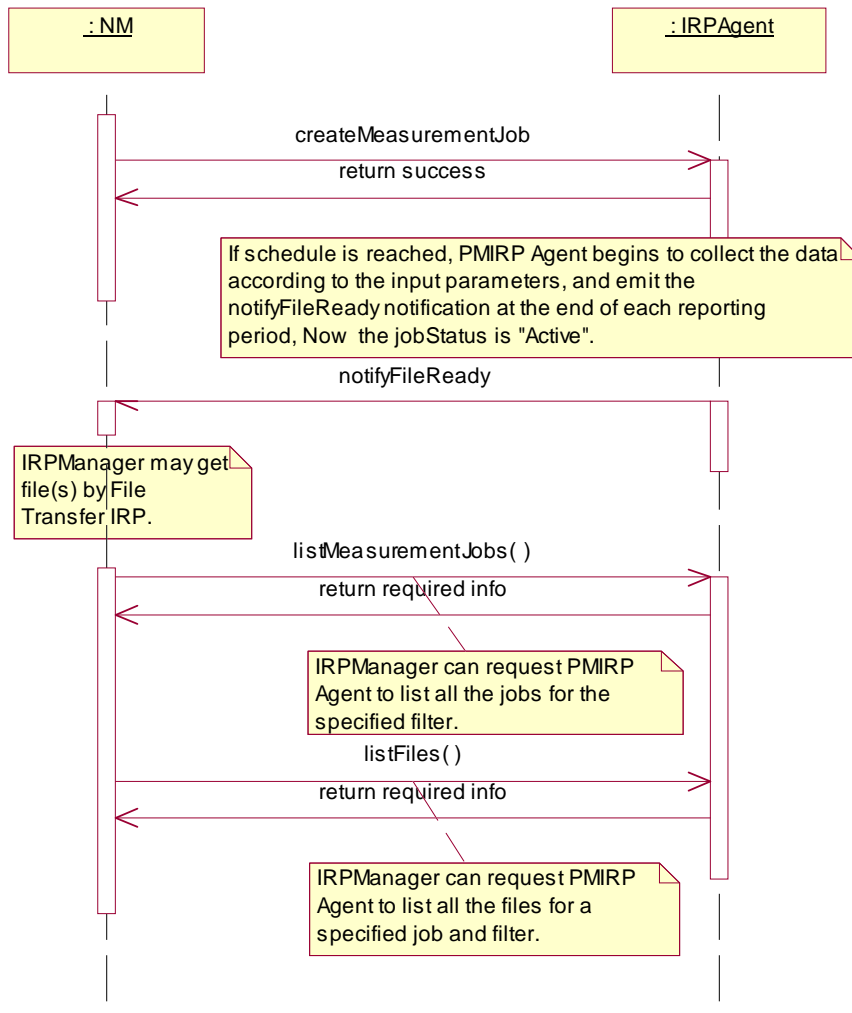 : NM
: IRPAgent
createMeasurementJob
return success
If schedule is reached, PMIRP Agent begins to collect the data
according to the input parameters, and emit the
notifyFileReady notification at the end of each reporting
period, Now the jobStatus is "Active".
notifyFileReady
IRPManager may get
file(s) by File
Transfer IRP.
listMeasurementJobs( )
return required info
IRPManager can request PMIRP
Agent to list all the jobs for the
specified filter.
listFiles( )
return required info
IRPManager can request PMIRP
Agent to list all the files for a
specified job and filter.